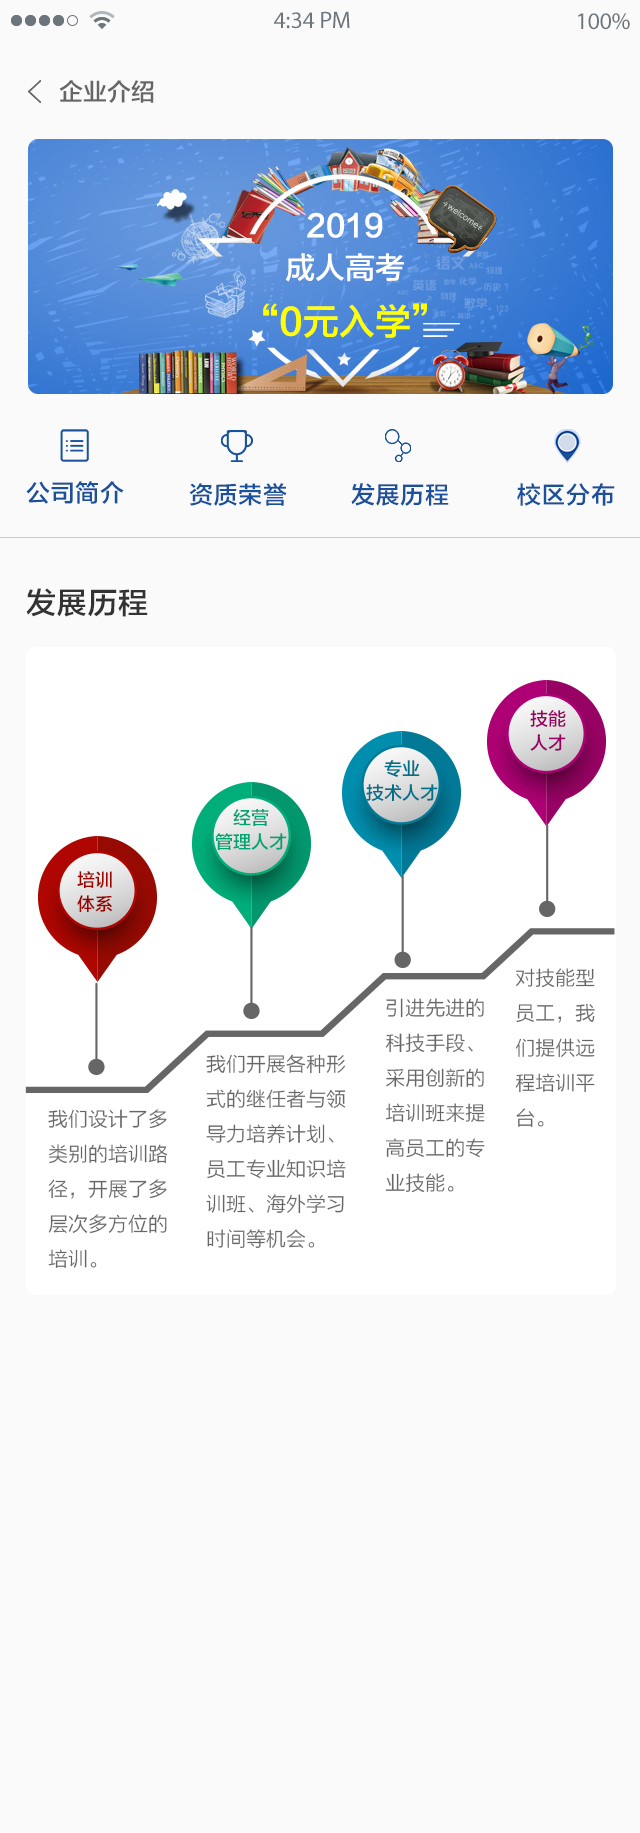 4:34 PM
100%
企业介绍
welcome
2019
成人高考
“0元入学”
语文
ABC
物理
英语
数学
化学
历史
123
公司简介
资质荣誉
发展历程
校区分布
发展历程
培训
体系
经营
管理人才
专业
技术人才
技能
人才
我们设计了多
类别的培训路
径，开展了多
层次多方位的
培训。
我们开展各种形
式的继任者与领
导力培养计划、
员工专业知识培
训班、海外学习
时间等机会。
引进先进的
科技手段、
采用创新的
培训班来提
高员工的专
业技能。
对技能型
员工，我
们提供远
程培训平
台。